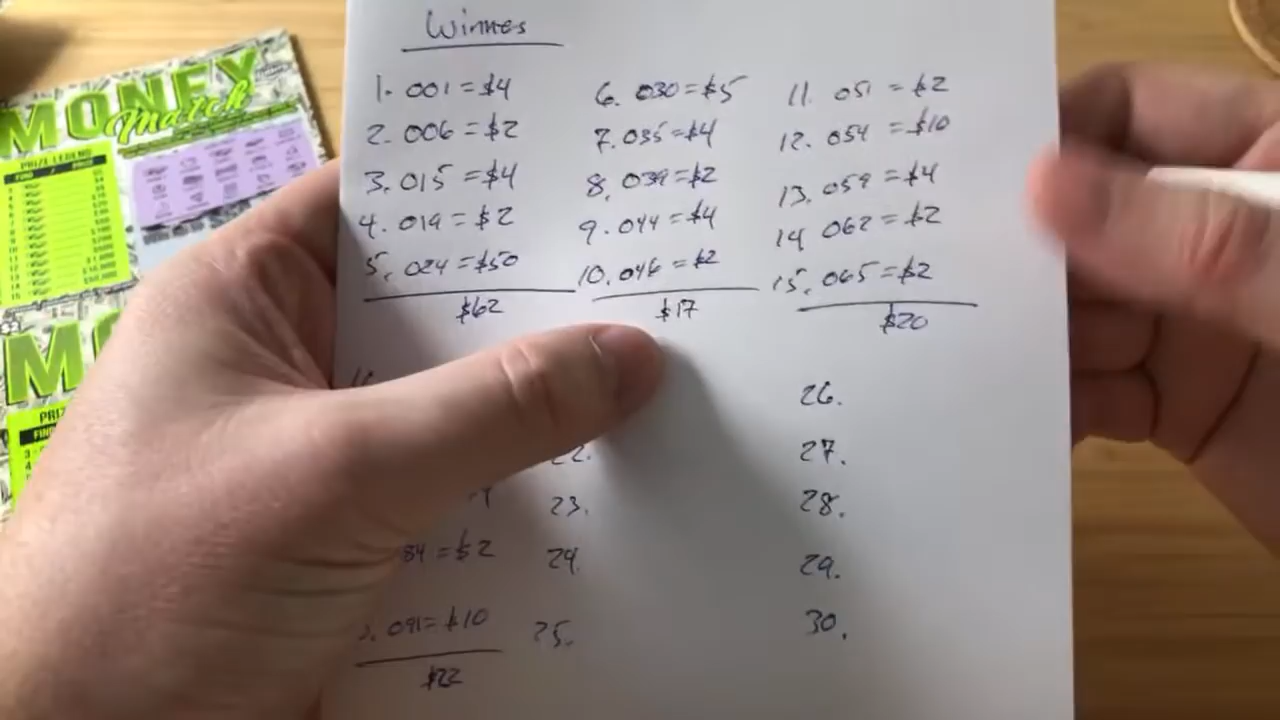 MONEY
Match
PRIZE LEGEND
Winnes
1. 001 = $4
2. 006 = $2
3. 015 = $4
4. 019 = $2
5. 024 = $50
$62
6. 030 = $5
7. 035 = $4
8. 039 = $2
9. 044 = $4
10. 046 = $2
$17
11. 051 = $2
12. 054 = $10
13. 059 = $4
14 062 = $2
15. 065 = $2
$20
84 = $2
091 = $10
$22
23.
24.
25.
26.
27.
28.
29.
30.